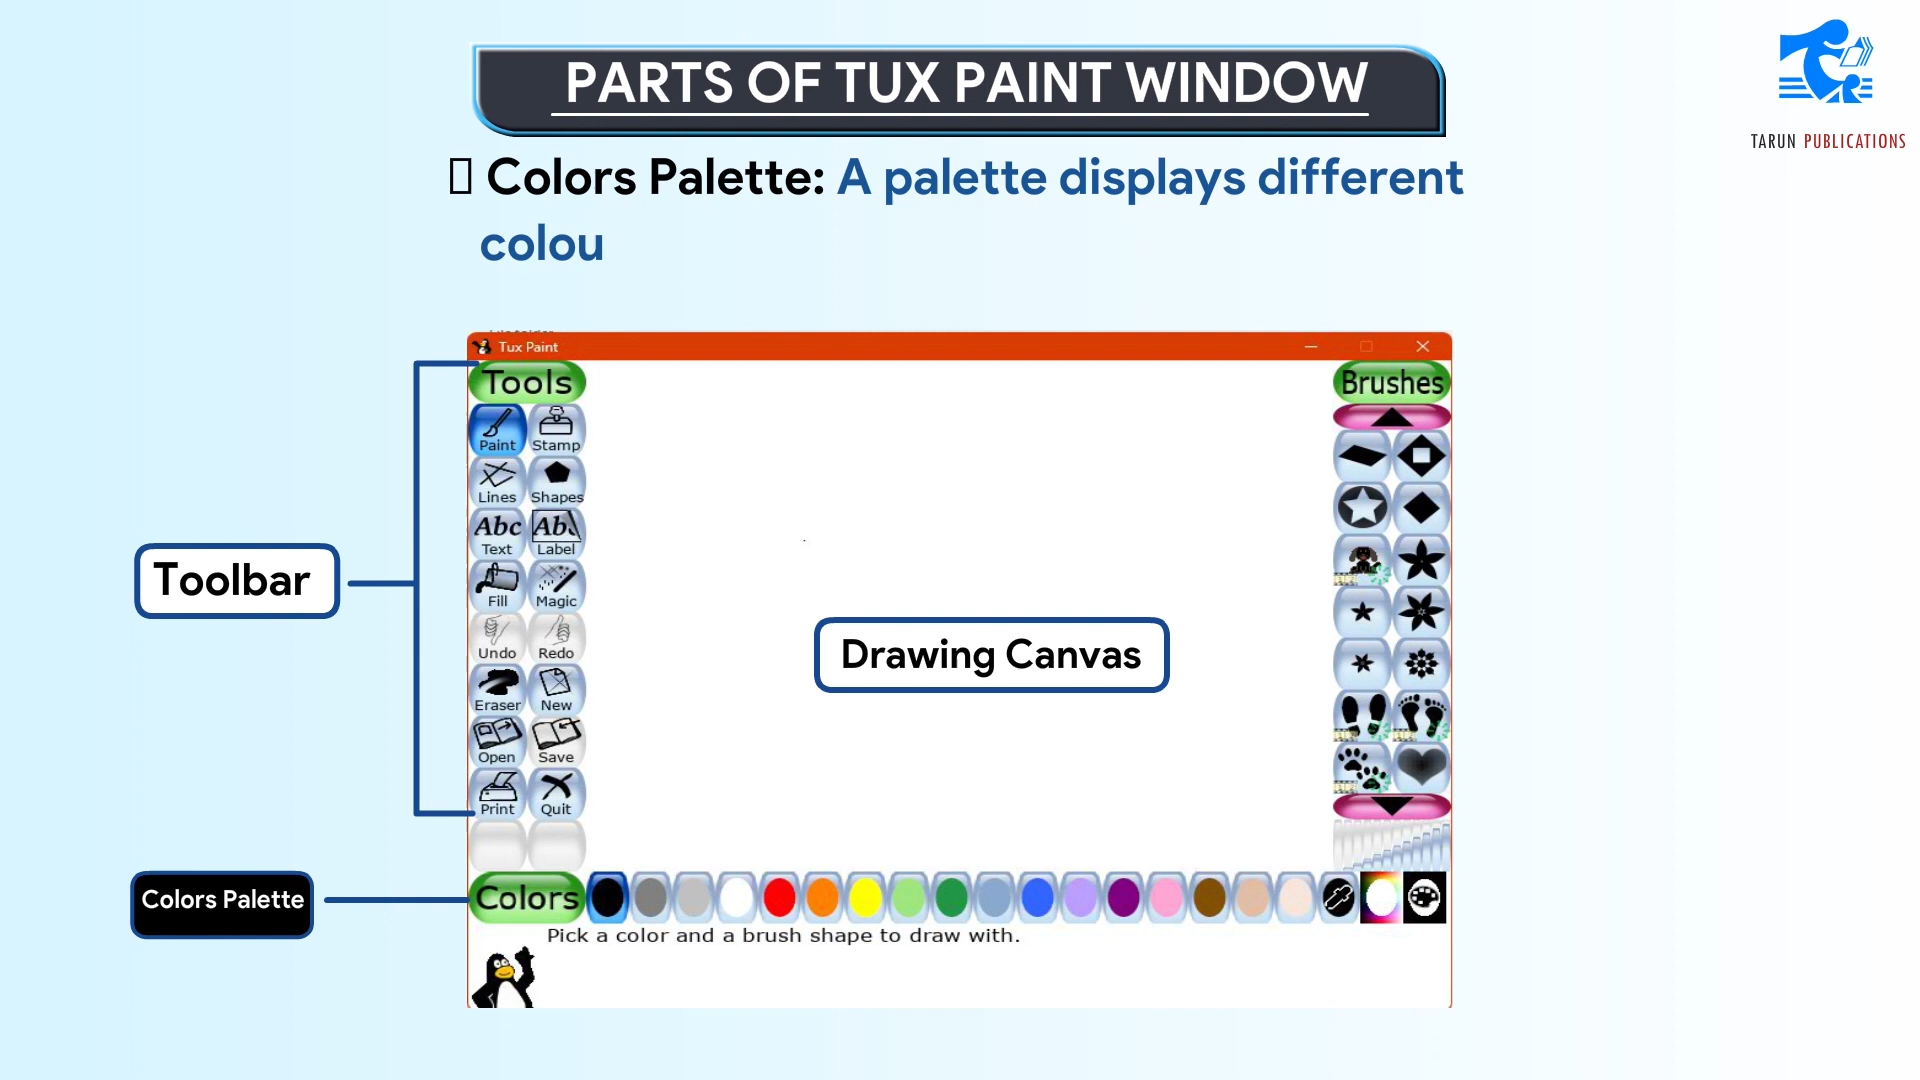 PARTS OF TUX PAINT WINDOW
TARUN PUBLICATIONS
Colors Palette: A palette displays different
colou
Tux Paint
Tools
Brushes
Paint Stamp
Lines Shapes
Abc Abc
Text Label
Fill Magic
Undo Redo
Eraser New
Open Save
Print Quit
Toolbar
Drawing Canvas
Colors Palette
Colors
Pick a color and a brush shape to draw with.